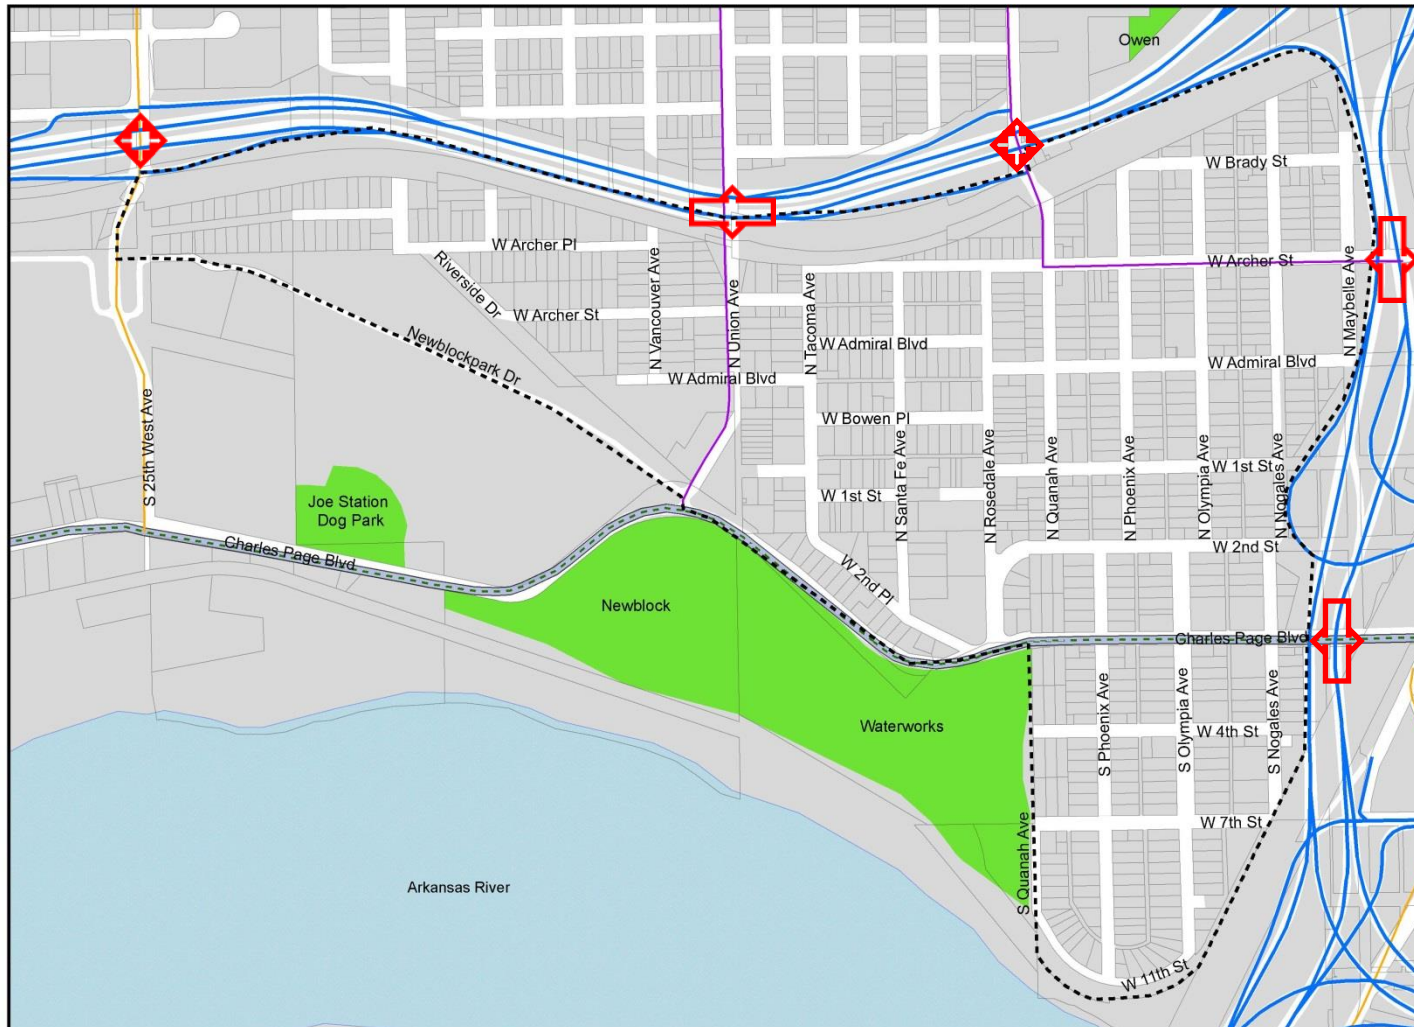 Owen
W Brady St
W Archer Pl
Riverside Dr
N Vancouver Ave
N Union Ave
N Tacoma Ave
W Archer St
N Maybelle Ave
W Archer St
Newblockpark Dr
W Admiral Blvd
W Admiral Blvd
W Admiral Blvd
S 25th West Ave
W Bowen Pl
N Santa Fe Ave
N Rosedale Ave
N Quanah Ave
N Phoenix Ave
N Olympia Ave
N Nogales Ave
W 1st St
W 1st St
Joe Station
Dog Park
Charles Page Blvd
W 2nd St
W 2nd Pl
Newblock
Charles Page Blvd
Waterworks
S Phoenix Ave
S Olympia Ave
S Nogales Ave
W 4th St
W 7th St
S Quanah Ave
Arkansas River
W 11th St